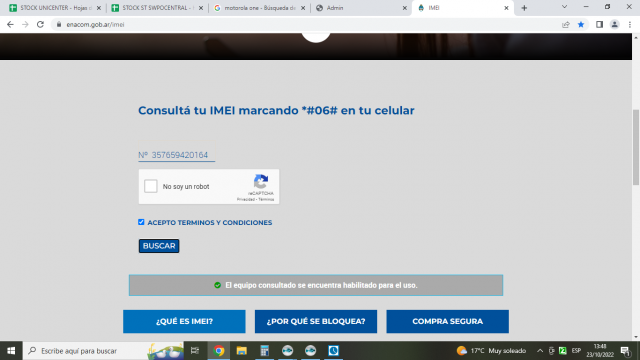 STOCK UNICENTER - Hojas d
STOCK ST SWPOCENTRAL -
motorola one - Búsqueda de
Admin
IMEI
enacom.gob.ar/imei
Consultá tu IMEI marcando *#06# en tu celular
Nº 357659420164
No soy un robot
reCAPTCHA
Privacidad - Términos
ACEPTO TERMINOS Y CONDICIONES
BUSCAR
El equipo consultado se encuentra habilitado para el uso.
¿QUÉ ES IMEI?
¿POR QUÉ SE BLOQUEA?
COMPRA SEGURA
Escribe aquí para buscar
17°C Muy soleado
ESP
13:48
23/10/2022